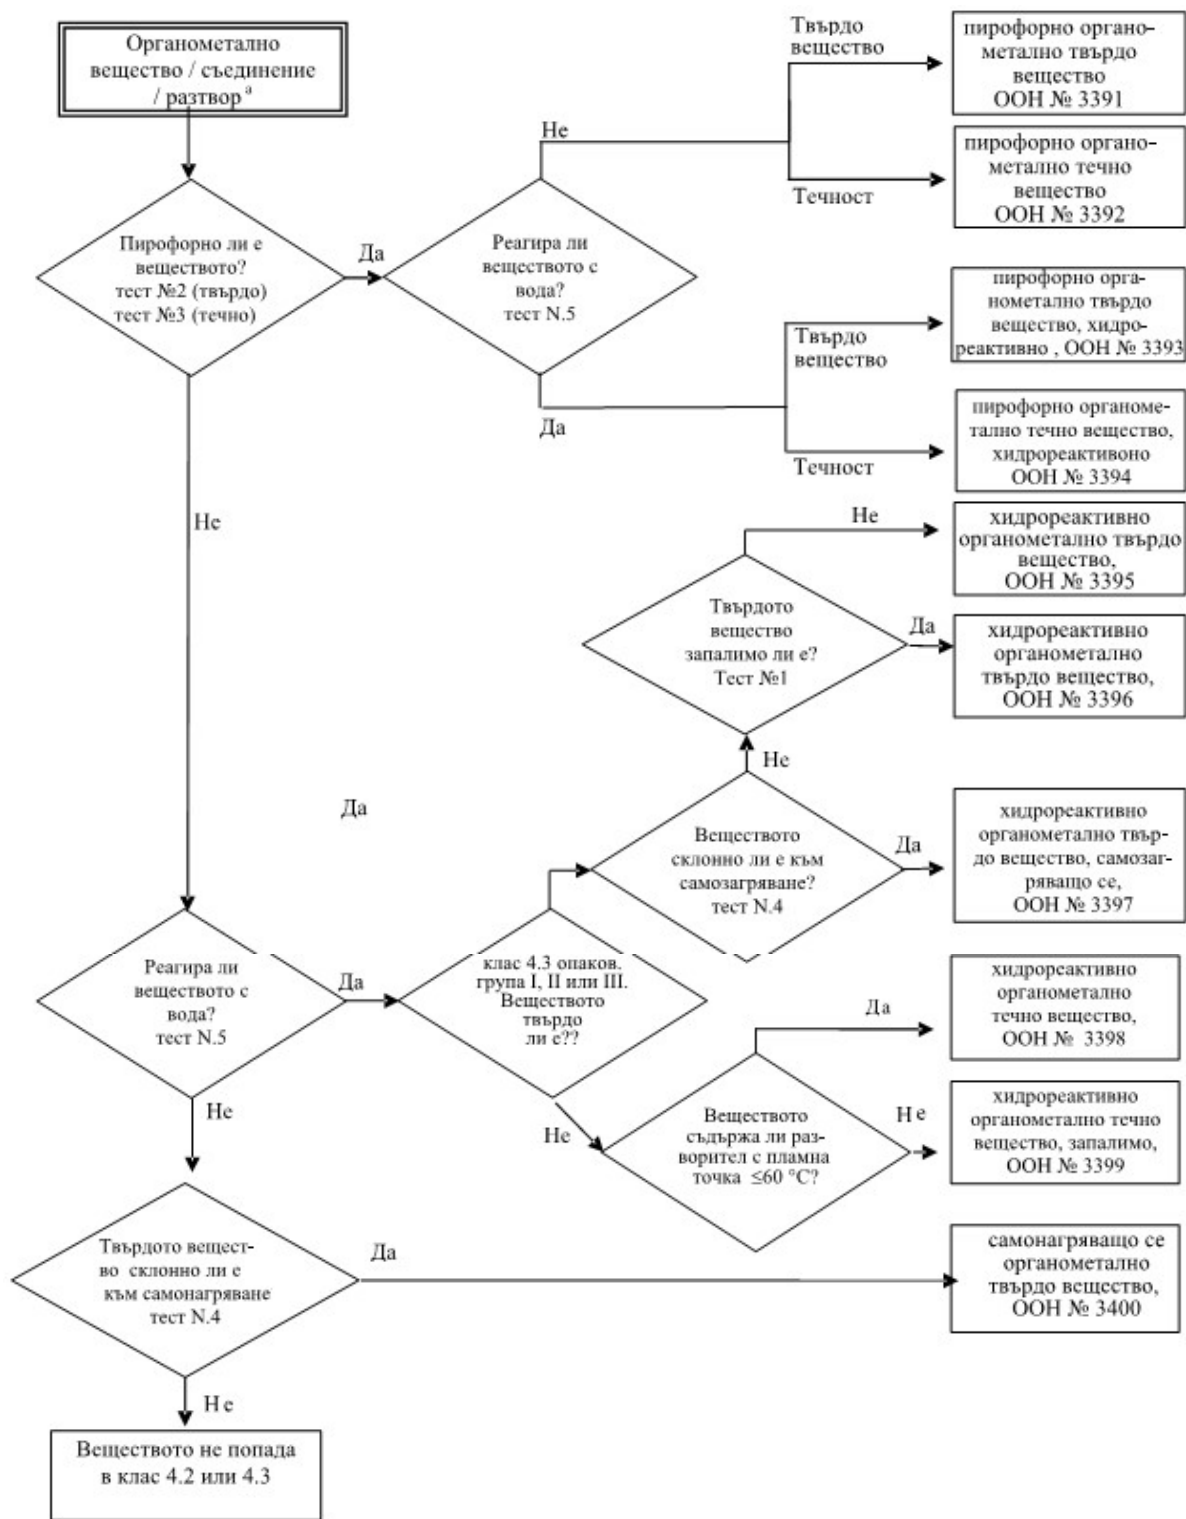 Органометално
вещество / съединение
/ разтвор а
Твърдо
вещество
пирофорно органо-
метално твърдо
вещество
ООН № 3391
Не
Течност
пирофорно органо-
метално течно
вещество
ООН № 3392
Пирофорно ли е
веществото?
тест №2 (твърдо)
тест №3 (течно)
Да
Реагира ли
веществото с
вода?
тест N.5
Твърдо
вещество
пирофорно орга-
нометално твърдо
вещество, хидро-
реактивно , ООН № 3393
Да
Течност
пирофорно органоме-
тално течно вещество,
хидрореактивоно
ООН № 3394
Не
Не
хидрореактивно
органометално твърдо
вещество,
ООН № 3395
Твърдото
вещество
запалимо ли е?
Тест №1
Да
хидрореактивно
органометално
твърдо вещество,
ООН № 3396
Не
Да
Веществото
склонно ли е към
самозагряване?
тест N.4
Да
хидрореактивно
органометално твър-
до вещество, самозаг-
ряващо се,
ООН № 3397
Реагира ли
веществото с
вода?
тест N.5
Да
клас 4.3 опаков.
група I, II или III.
Веществото
твърдо
ли е??
Да
хидрореактивно
органометално
течно вещество,
ООН № 3398
Не
Не
Веществото
съдържа ли раз-
ворител с пламна
точка ≤60 °C?
Не
хидрореактивно
органометално течно
вещество, запалимо,
ООН № 3399
Твърдото вещест-
во склонно ли е
към самонагряване
тест N.4
Да
самонагряващо се
органометално
твърдо вещество,
ООН № 3400
Не
Веществото не попада
в клас 4.2 или 4.3